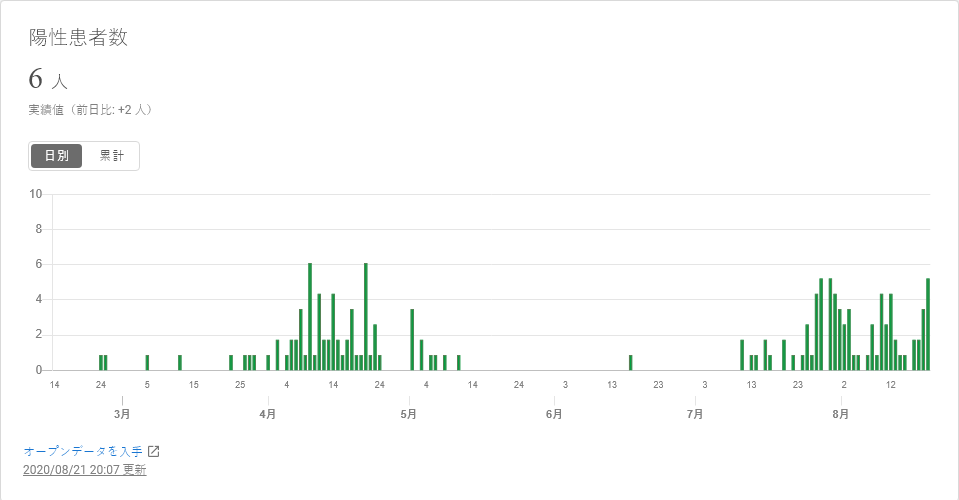 陽性患者数
6 人
実績値（前日比: +2 人）
日別 累計
10
8
6
4
2
0
14 24 5 15 25 4 14 24 4 14 24 3 13 23 3 13 23 2 12
3月 4月 5月 6月 7月 8月
オープンデータを入手
2020/08/21 20:07 更新